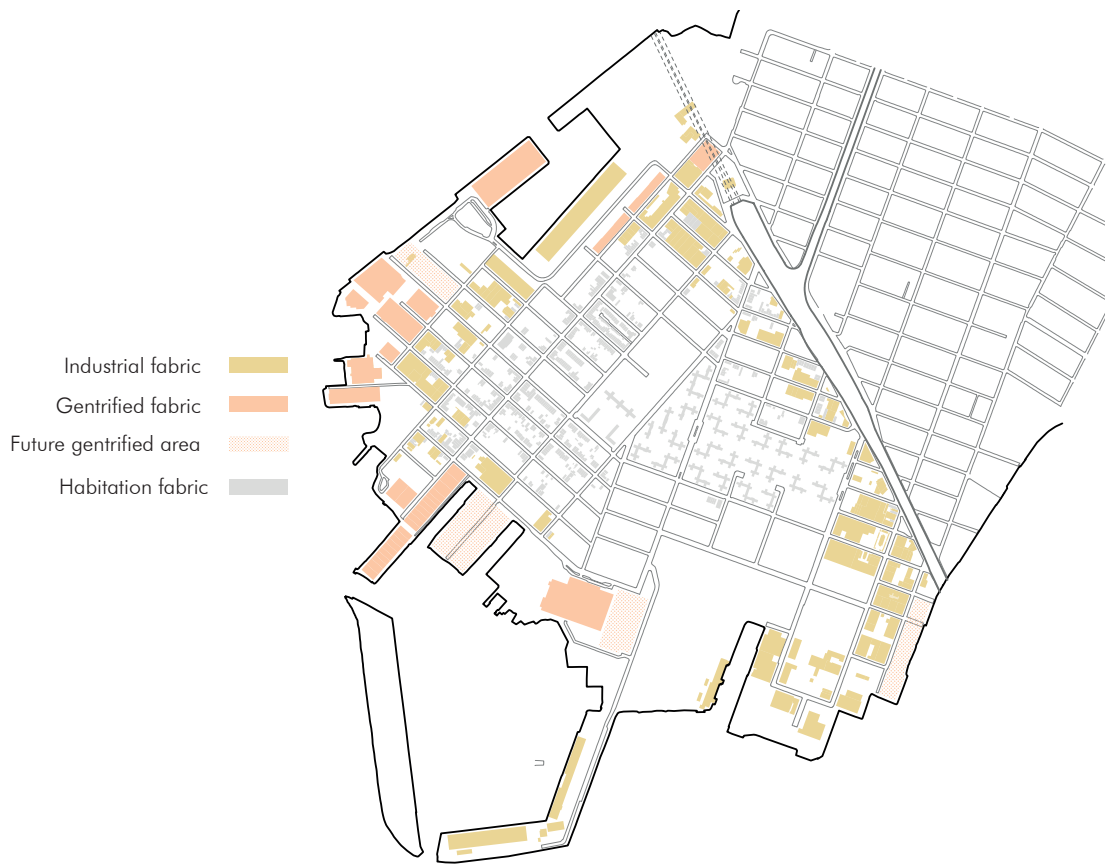 Industrial fabric
Gentrified fabric
Future gentrified area
Habitation fabric